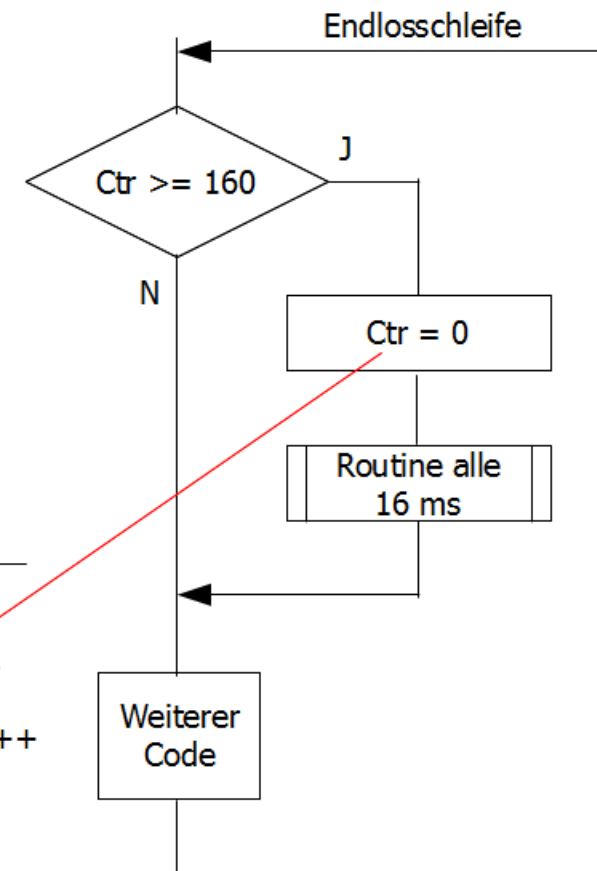 Endlosschleife
J
Ctr >= 160
N
Ctr = 0
Routine alle
16 ms
Weiterer
Code
++